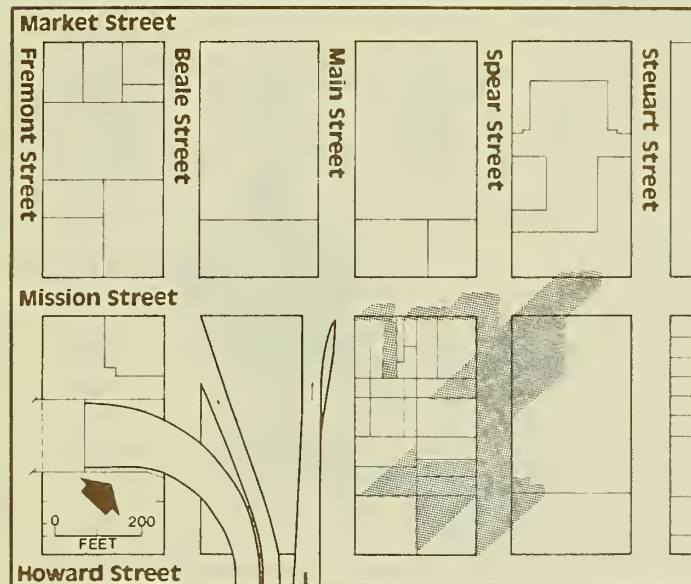 Market Street
Fremont Street
Beale Street
Main Street
Spear Street
Steuart Street
Mission Street
0 200
FEET
Howard Street